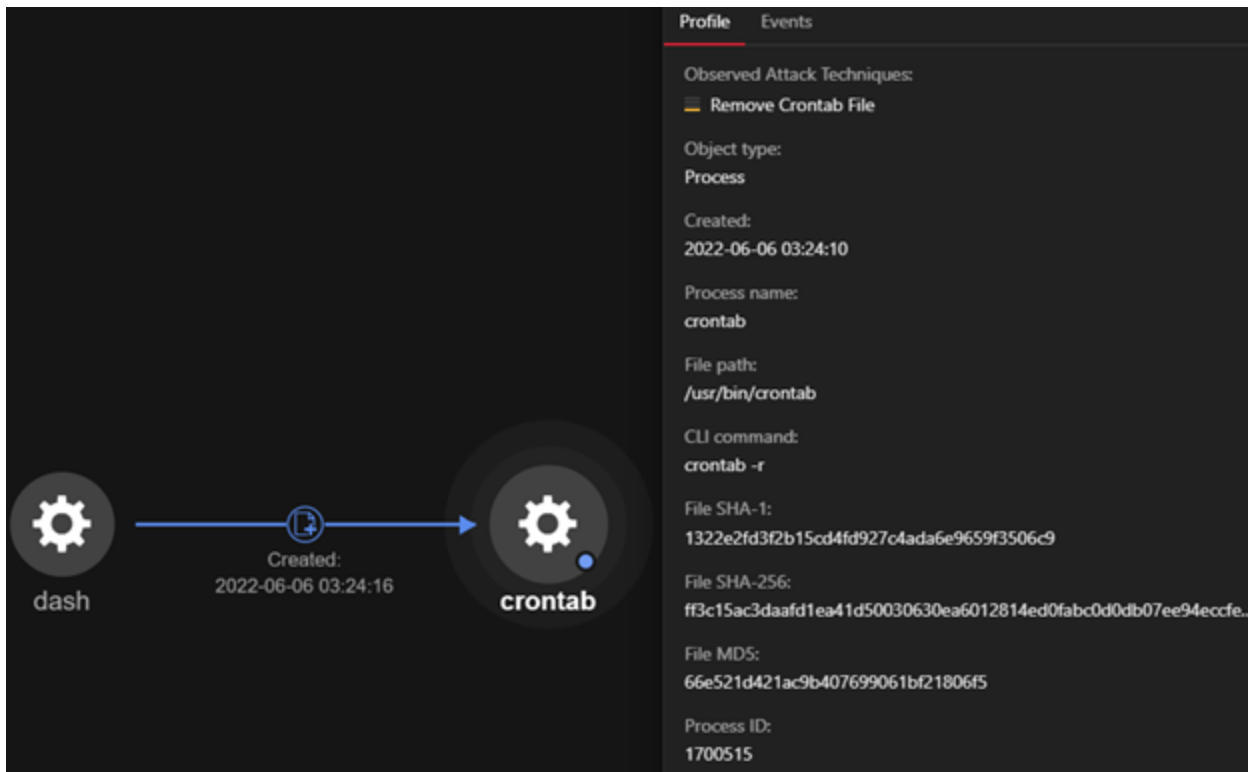 Profile Events
Observed Attack Techniques:
Remove Crontab File
Object type:
Process
Created:
2022-06-06 03:24:10
Process name:
crontab
File path:
/usr/bin/crontab
CLI command:
crontab -r
File SHA-1:
1322e2fd3f2b15cd4fd927c4ada6e9659f3506c9
File SHA-256:
ff3c15ac3daafd1ea41d50030630ea6012814ed0fabc0d0db07ee94eccfe...
File MD5:
66e521d421ac9b407699061bf21806f5
Process ID:
1700515
Created:
2022-06-06 03:24:16
dash
crontab